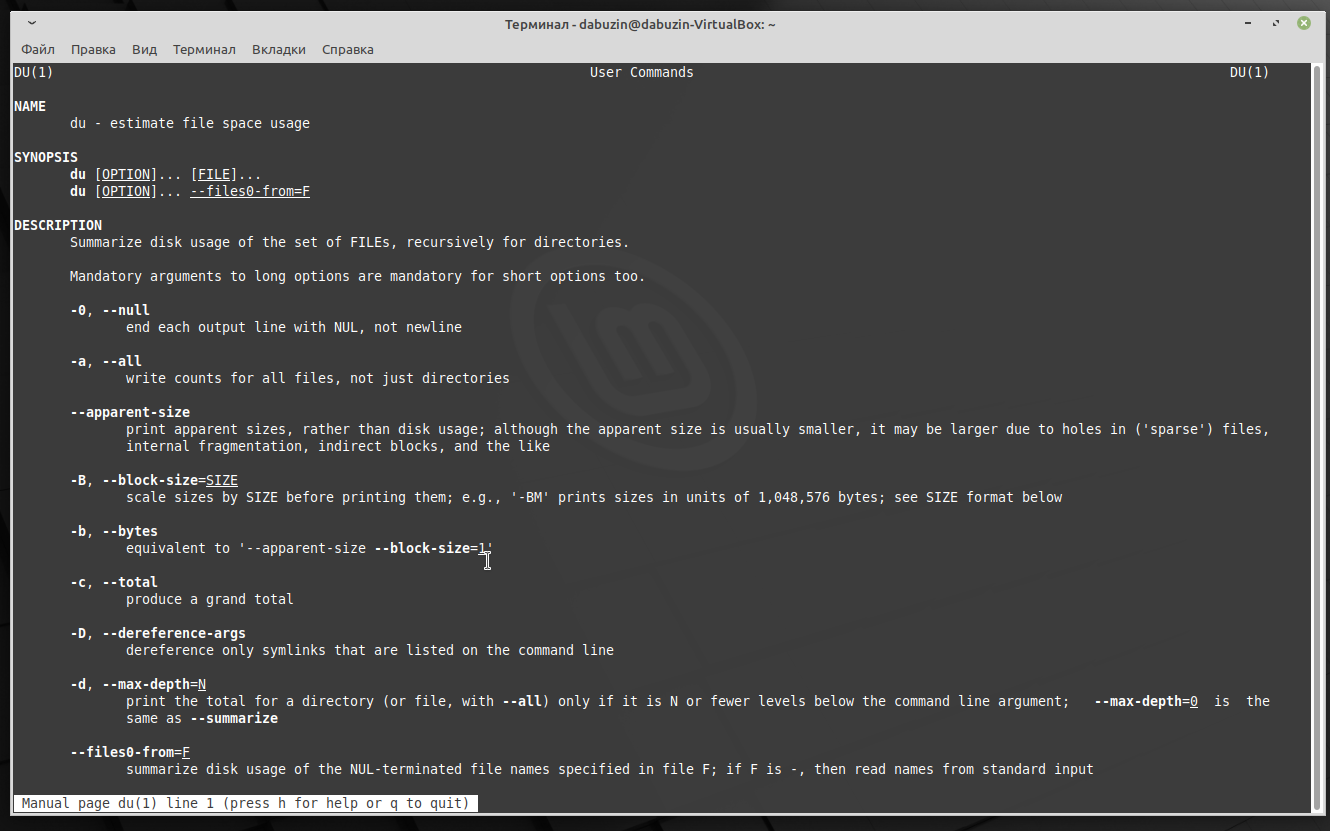 Терминал - dabuzin@dabuzin-VirtualBox: ~
Файл Правка Вид Терминал Вкладки Справка
DU(1) User Commands DU(1)
NAME
du - estimate file space usage
SYNOPSIS
du [OPTION]... [FILE]...
du [OPTION]... --files0-from=F
DESCRIPTION
Summarize disk usage of the set of FILEs, recursively for directories.
Mandatory arguments to long options are mandatory for short options too.
-0, --null
end each output line with NUL, not newline
-a, --all
write counts for all files, not just directories
--apparent-size
print apparent sizes, rather than disk usage; although the apparent size is usually smaller, it may be larger due to holes in ('sparse') files,
internal fragmentation, indirect blocks, and the like
-B, --block-size=SIZE
scale sizes by SIZE before printing them; e.g., '-BM' prints sizes in units of 1,048,576 bytes; see SIZE format below
-b, --bytes
equivalent to '--apparent-size --block-size=1'
-c, --total
produce a grand total
-D, --dereference-args
dereference only symlinks that are listed on the command line
-d, --max-depth=N
print the total for a directory (or file, with --all) only if it is N or fewer levels below the command line argument; --max-depth=0 is the
same as --summarize
--files0-from=F
summarize disk usage of the NUL-terminated file names specified in file F; if F is -, then read names from standard input
Manual page du(1) line 1 (press h for help or q to quit)